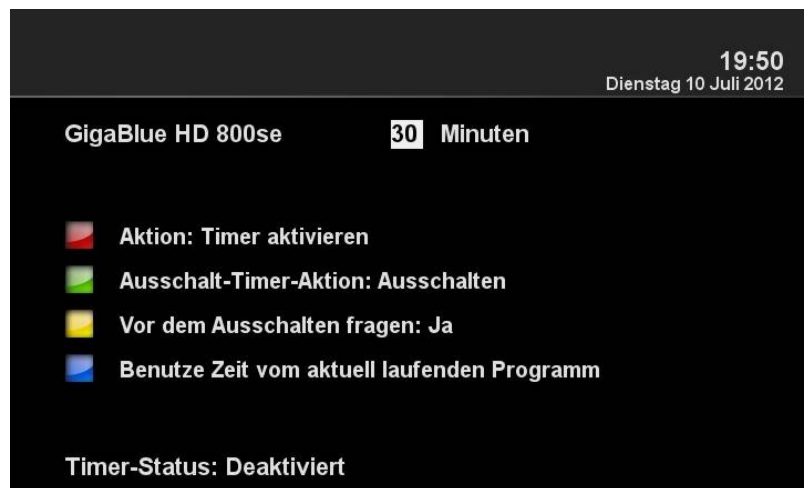 19:50
Dienstag 10 Juli 2012
GigaBlue HD 800se 30 Minuten
Aktion: Timer aktivieren
Ausschalt-Timer-Aktion: Ausschalten
Vor dem Ausschalten fragen: Ja
Benutze Zeit vom aktuell laufenden Programm
Timer-Status: Deaktiviert